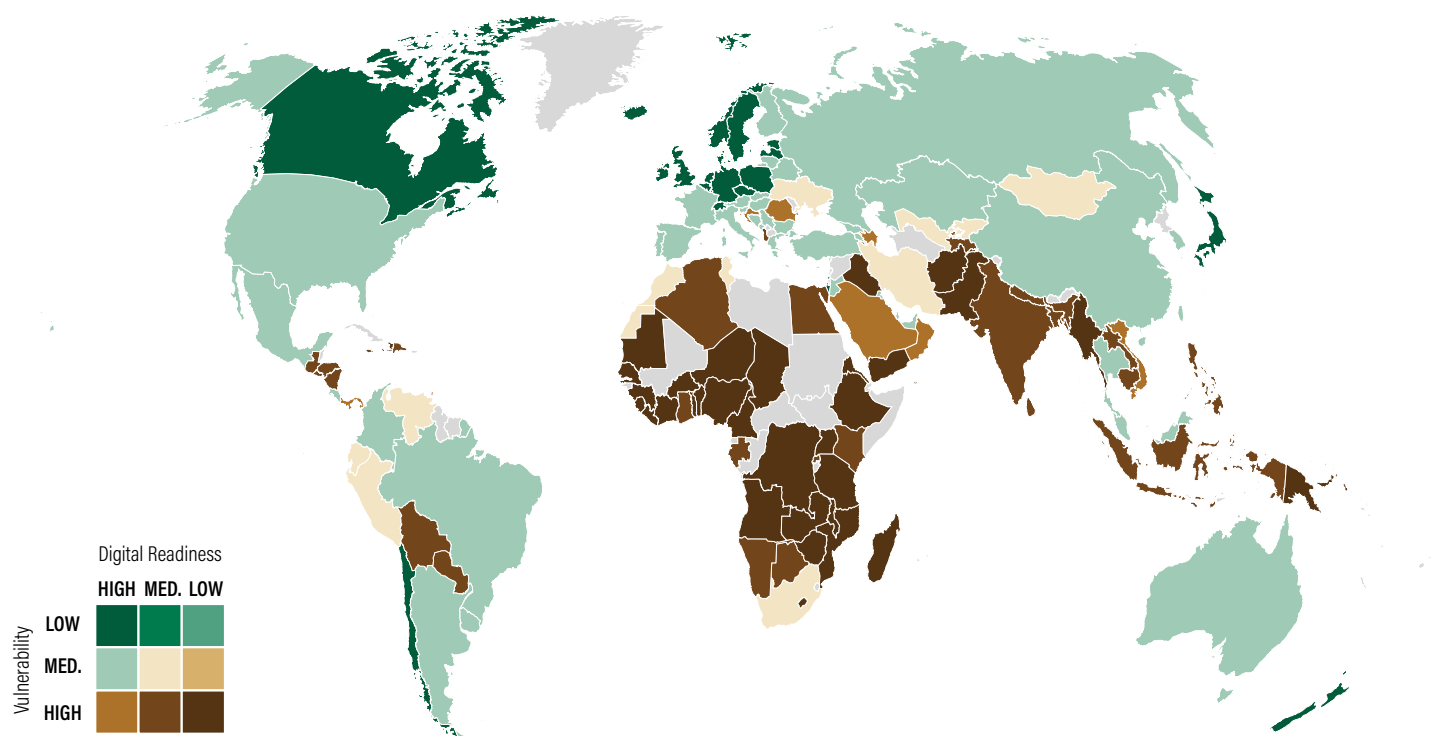 Digital Readiness
HIGH MED. LOW
LOW
MED.
HIGH
Vulnerability